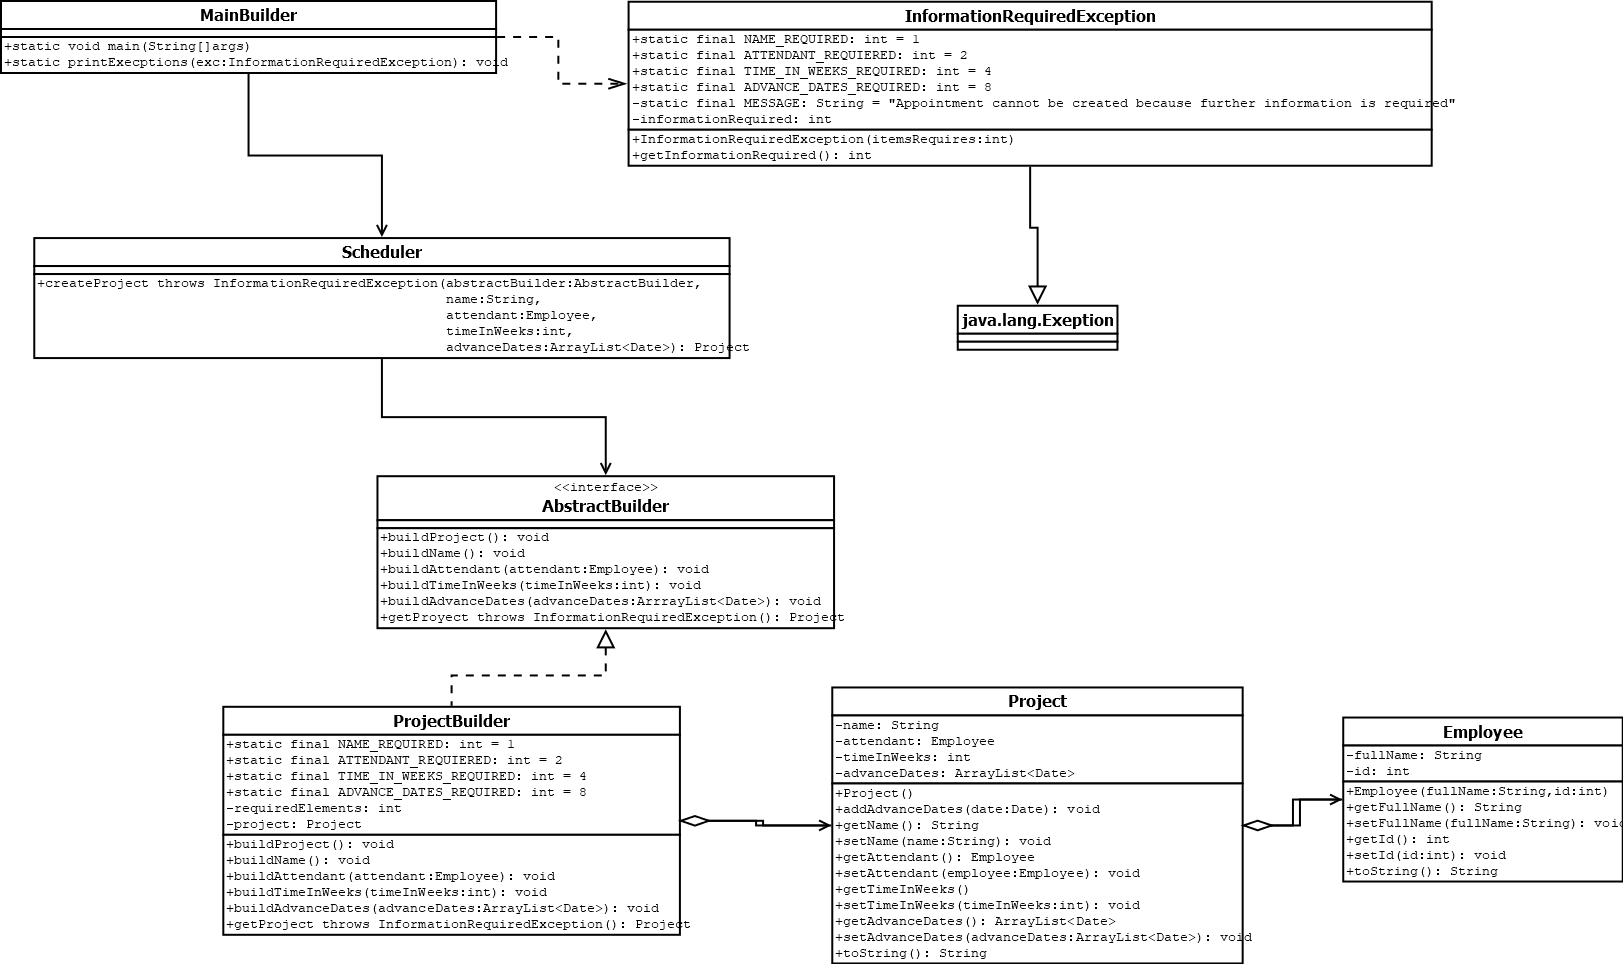 MainBuilder
+static void main(String[]args)
+static printExecptions(exc:InformationRequiredException): void
InformationRequiredException
+static final NAME_REQUIRED: int = 1
+static final ATTENDANT_REQUIERED: int = 2
+static final TIME_IN_WEEKS_REQUIRED: int = 4
+static final ADVANCE_DATES_REQUIRED: int = 8
-static final MESSAGE: String = "Appointment cannot be created because further information is required"
-informationRequired: int
+InformationRequiredException(itemsRequires:int)
+getInformationRequired(): int
Scheduler
+createProject throws InformationRequiredException(abstractBuilder:AbstractBuilder,
name:String,
attendant:Employee,
timeInWeeks:int,
advanceDates:ArrayList<Date>): Project
java.lang.Exeption
<<interface>>
AbstractBuilder
+buildProject(): void
+buildName(): void
+buildAttendant(attendant:Employee): void
+buildTimeInWeeks(timeInWeeks:int): void
+buildAdvanceDates(advanceDates:ArrrayList<Date>): void
+getProyect throws InformationRequiredException(): Project
ProjectBuilder
+static final NAME_REQUIRED: int = 1
+static final ATTENDANT_REQUIERED: int = 2
+static final TIME_IN_WEEKS_REQUIRED: int = 4
+static final ADVANCE_DATES_REQUIRED: int = 8
-requiredElements: int
-project: Project
+buildProject(): void
+buildName(): void
+buildAttendant(attendant:Employee): void
+buildTimeInWeeks(timeInWeeks:int): void
+buildAdvanceDates(advanceDates:ArrayList<Date>): void
+getProject throws InformationRequiredException(): Project
Project
-name: String
-attendant: Employee
-timeInWeeks: int
-advanceDates: ArrayList<Date>
+Project()
+addAdvanceDates(date:Date): void
+getName(): String
+setName(name:String): void
+getAttendant(): Employee
+setAttendant(employee:Employee): void
+getTimeInWeeks()
+setTimeInWeeks(timeInWeeks:int): void
+getAdvanceDates(): ArrayList<Date>
+setAdvanceDates(advanceDates:ArrayList<Date>): void
+toString(): String
Employee
-fullName: String
-id: int
+Employee(fullName:String,id:int)
+getFullName(): String
+setFullName(fullName:String): void
+getId(): int
+setId(id:int): void
+toString(): String